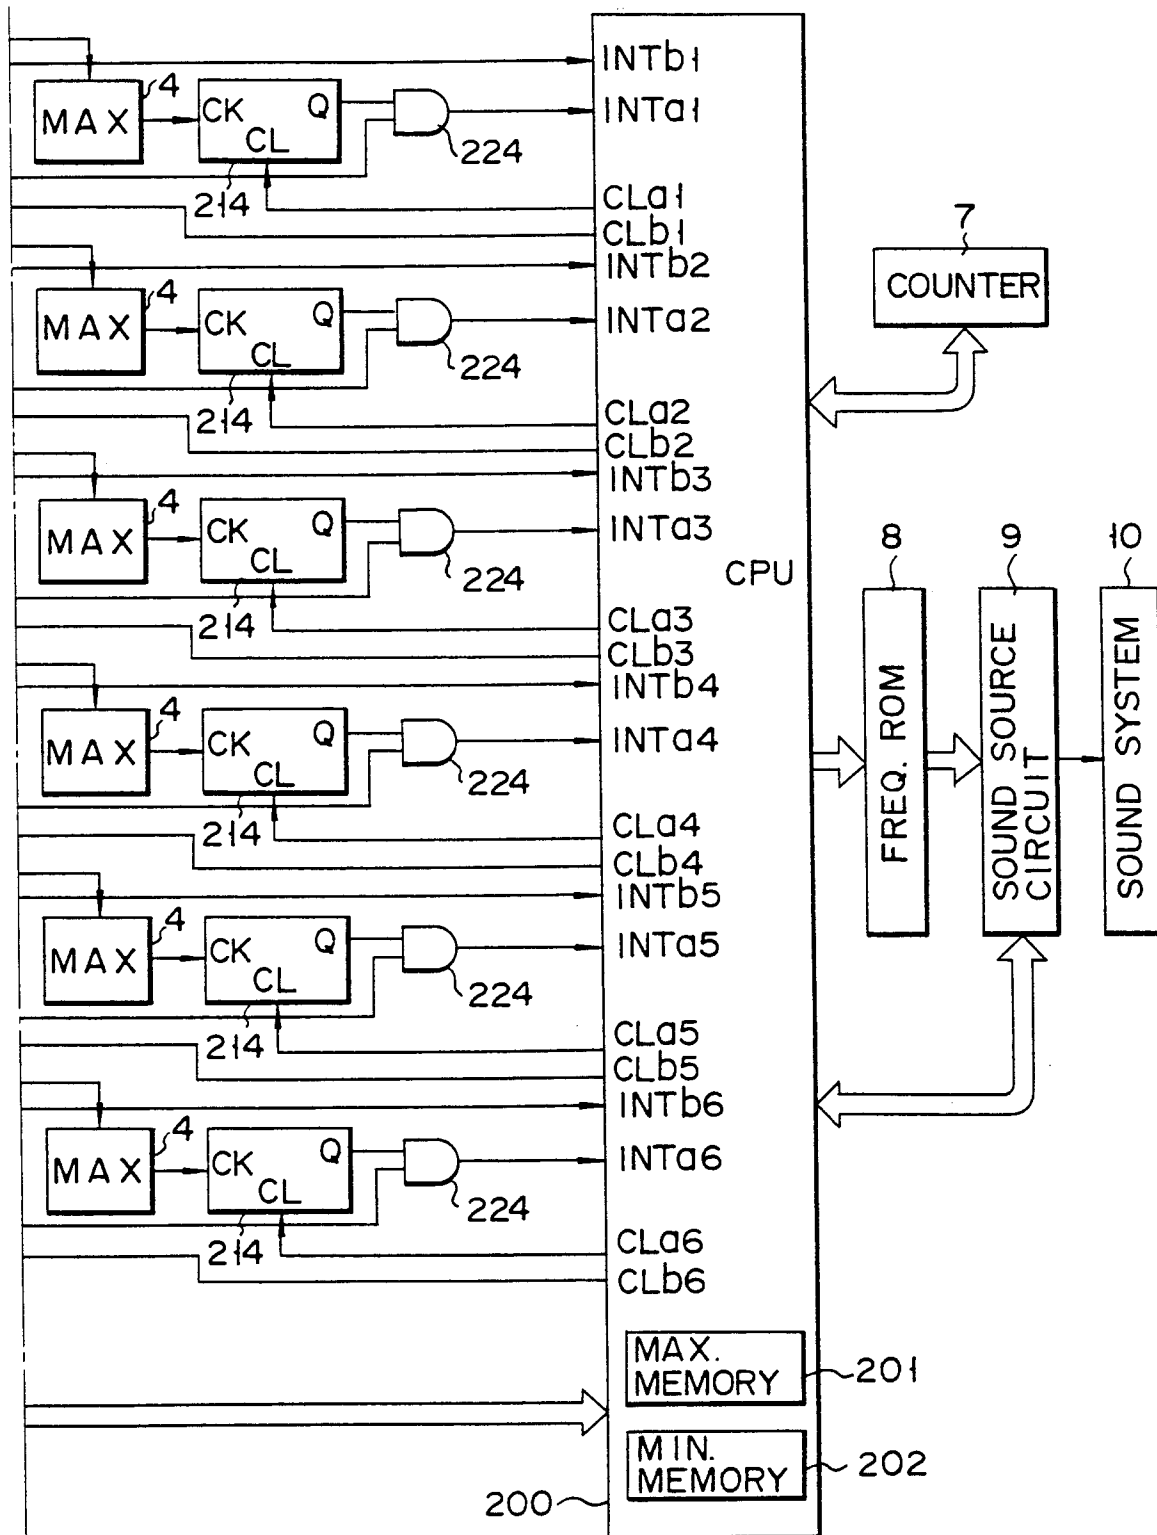 INTb1
4
MAX
CK
Q
CL
INTa1
224
214
CLa1
CLb1
INTb2
4
MAX
CK
Q
CL
INTa2
224
214
CLa2
CLb2
INTb3
4
MAX
CK
Q
CL
INTa3
224
214
CLa3
CLb3
INTb4
4
MAX
CK
Q
CL
INTa4
224
214
CLa4
CLb4
INTb5
4
MAX
CK
Q
CL
INTa5
224
214
CLa5
CLb5
INTb6
4
MAX
CK
Q
CL
INTa6
224
214
CLa6
CLb6
CPU
7
COUNTER
8
FREQ. ROM
9
SOUND SOURCE
CIRCUIT
10
SOUND SYSTEM
MAX.
MEMORY
201
MIN.
MEMORY
202
200